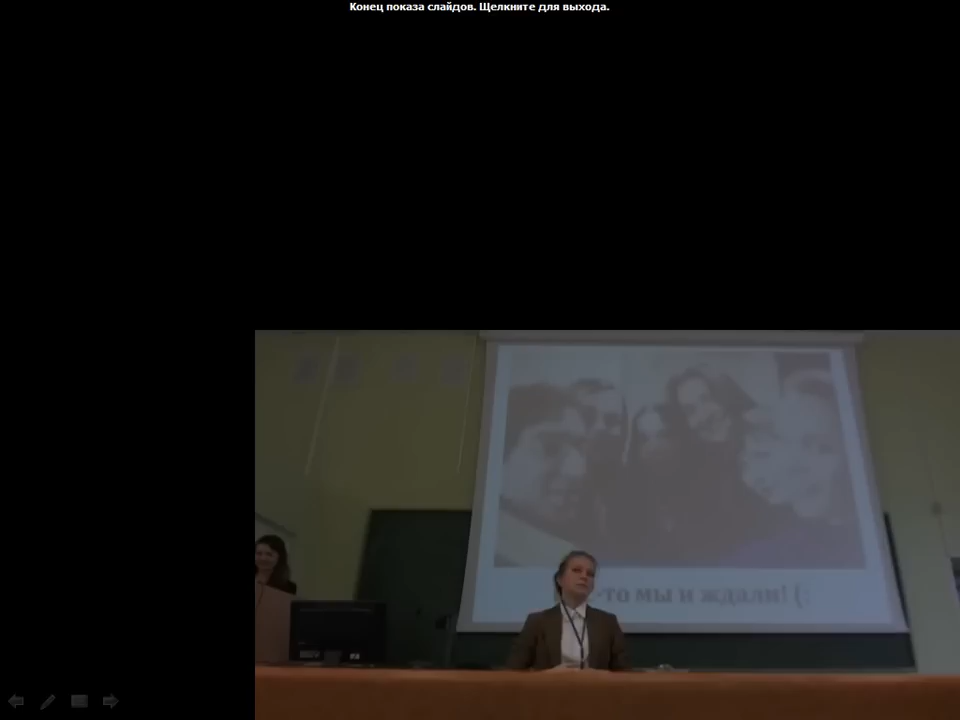 Конец показа слайдов. Щелкните для выхода.
-то мы и ждали! (: